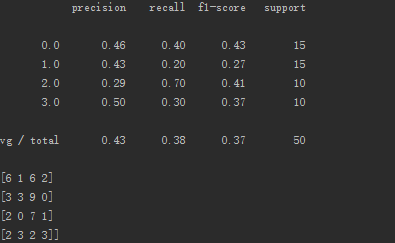 precision recall f1-score support
0.0 0.46 0.40 0.43 15
1.0 0.43 0.20 0.27 15
2.0 0.29 0.70 0.41 10
3.0 0.50 0.30 0.37 10
vg / total 0.43 0.38 0.37 50
[6 1 6 2]
[3 3 9 0]
[2 0 7 1]
[2 3 2 3]]